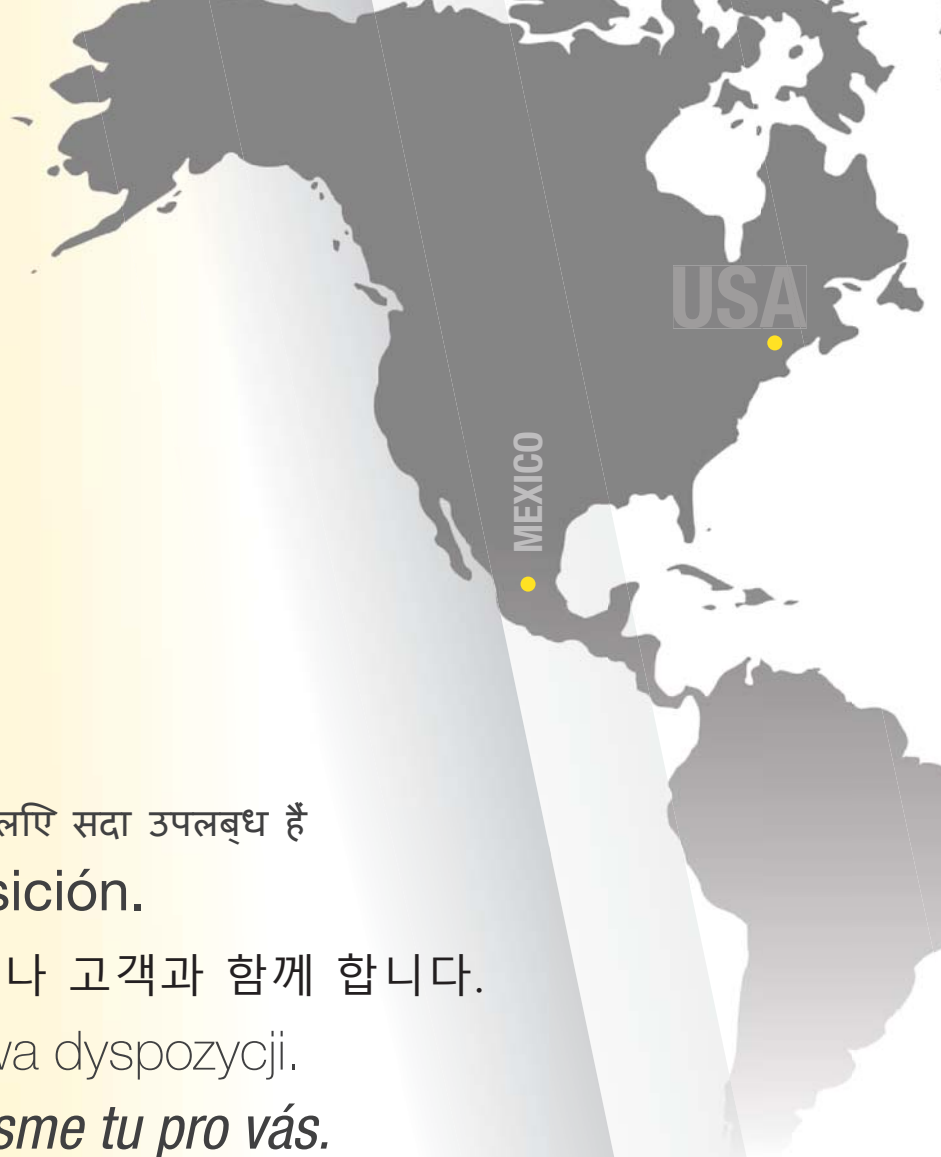 USA
MEXICO
लिए सदा उपलब्ध हैं
sición.
나 고객과 함께 합니다.
va dyspozycji.
sme tu pro vás.